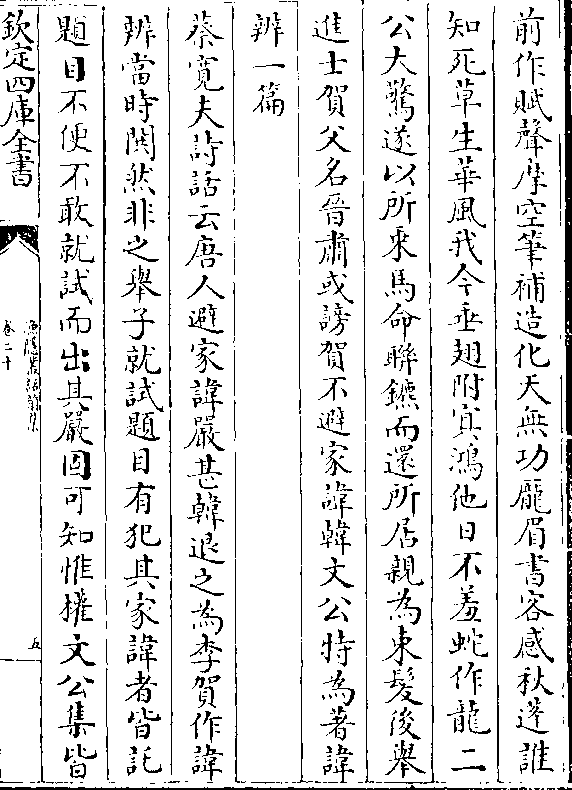 前作賦聲摩空筆補造化天無功龎眉書客感秋蓬誰
知死草生華風我今垂翅附㝠鴻他日不羞蛇作龍二
公大驚遂以所乘馬命聯鑣而還所居親為束髪後舉
進士賀父名晉肅或謗賀不避家諱韓文公特為著諱
辨一篇
蔡寛夫詩話云唐人避家諱嚴甚韓退之為李賀作諱
辨當時鬨然非之舉子就試題目有犯其家諱者皆託
題目不便不敢就試而出其嚴固可知惟權文公集皆
欽定四庫全書
漁隱叢話前集
卷二十
五